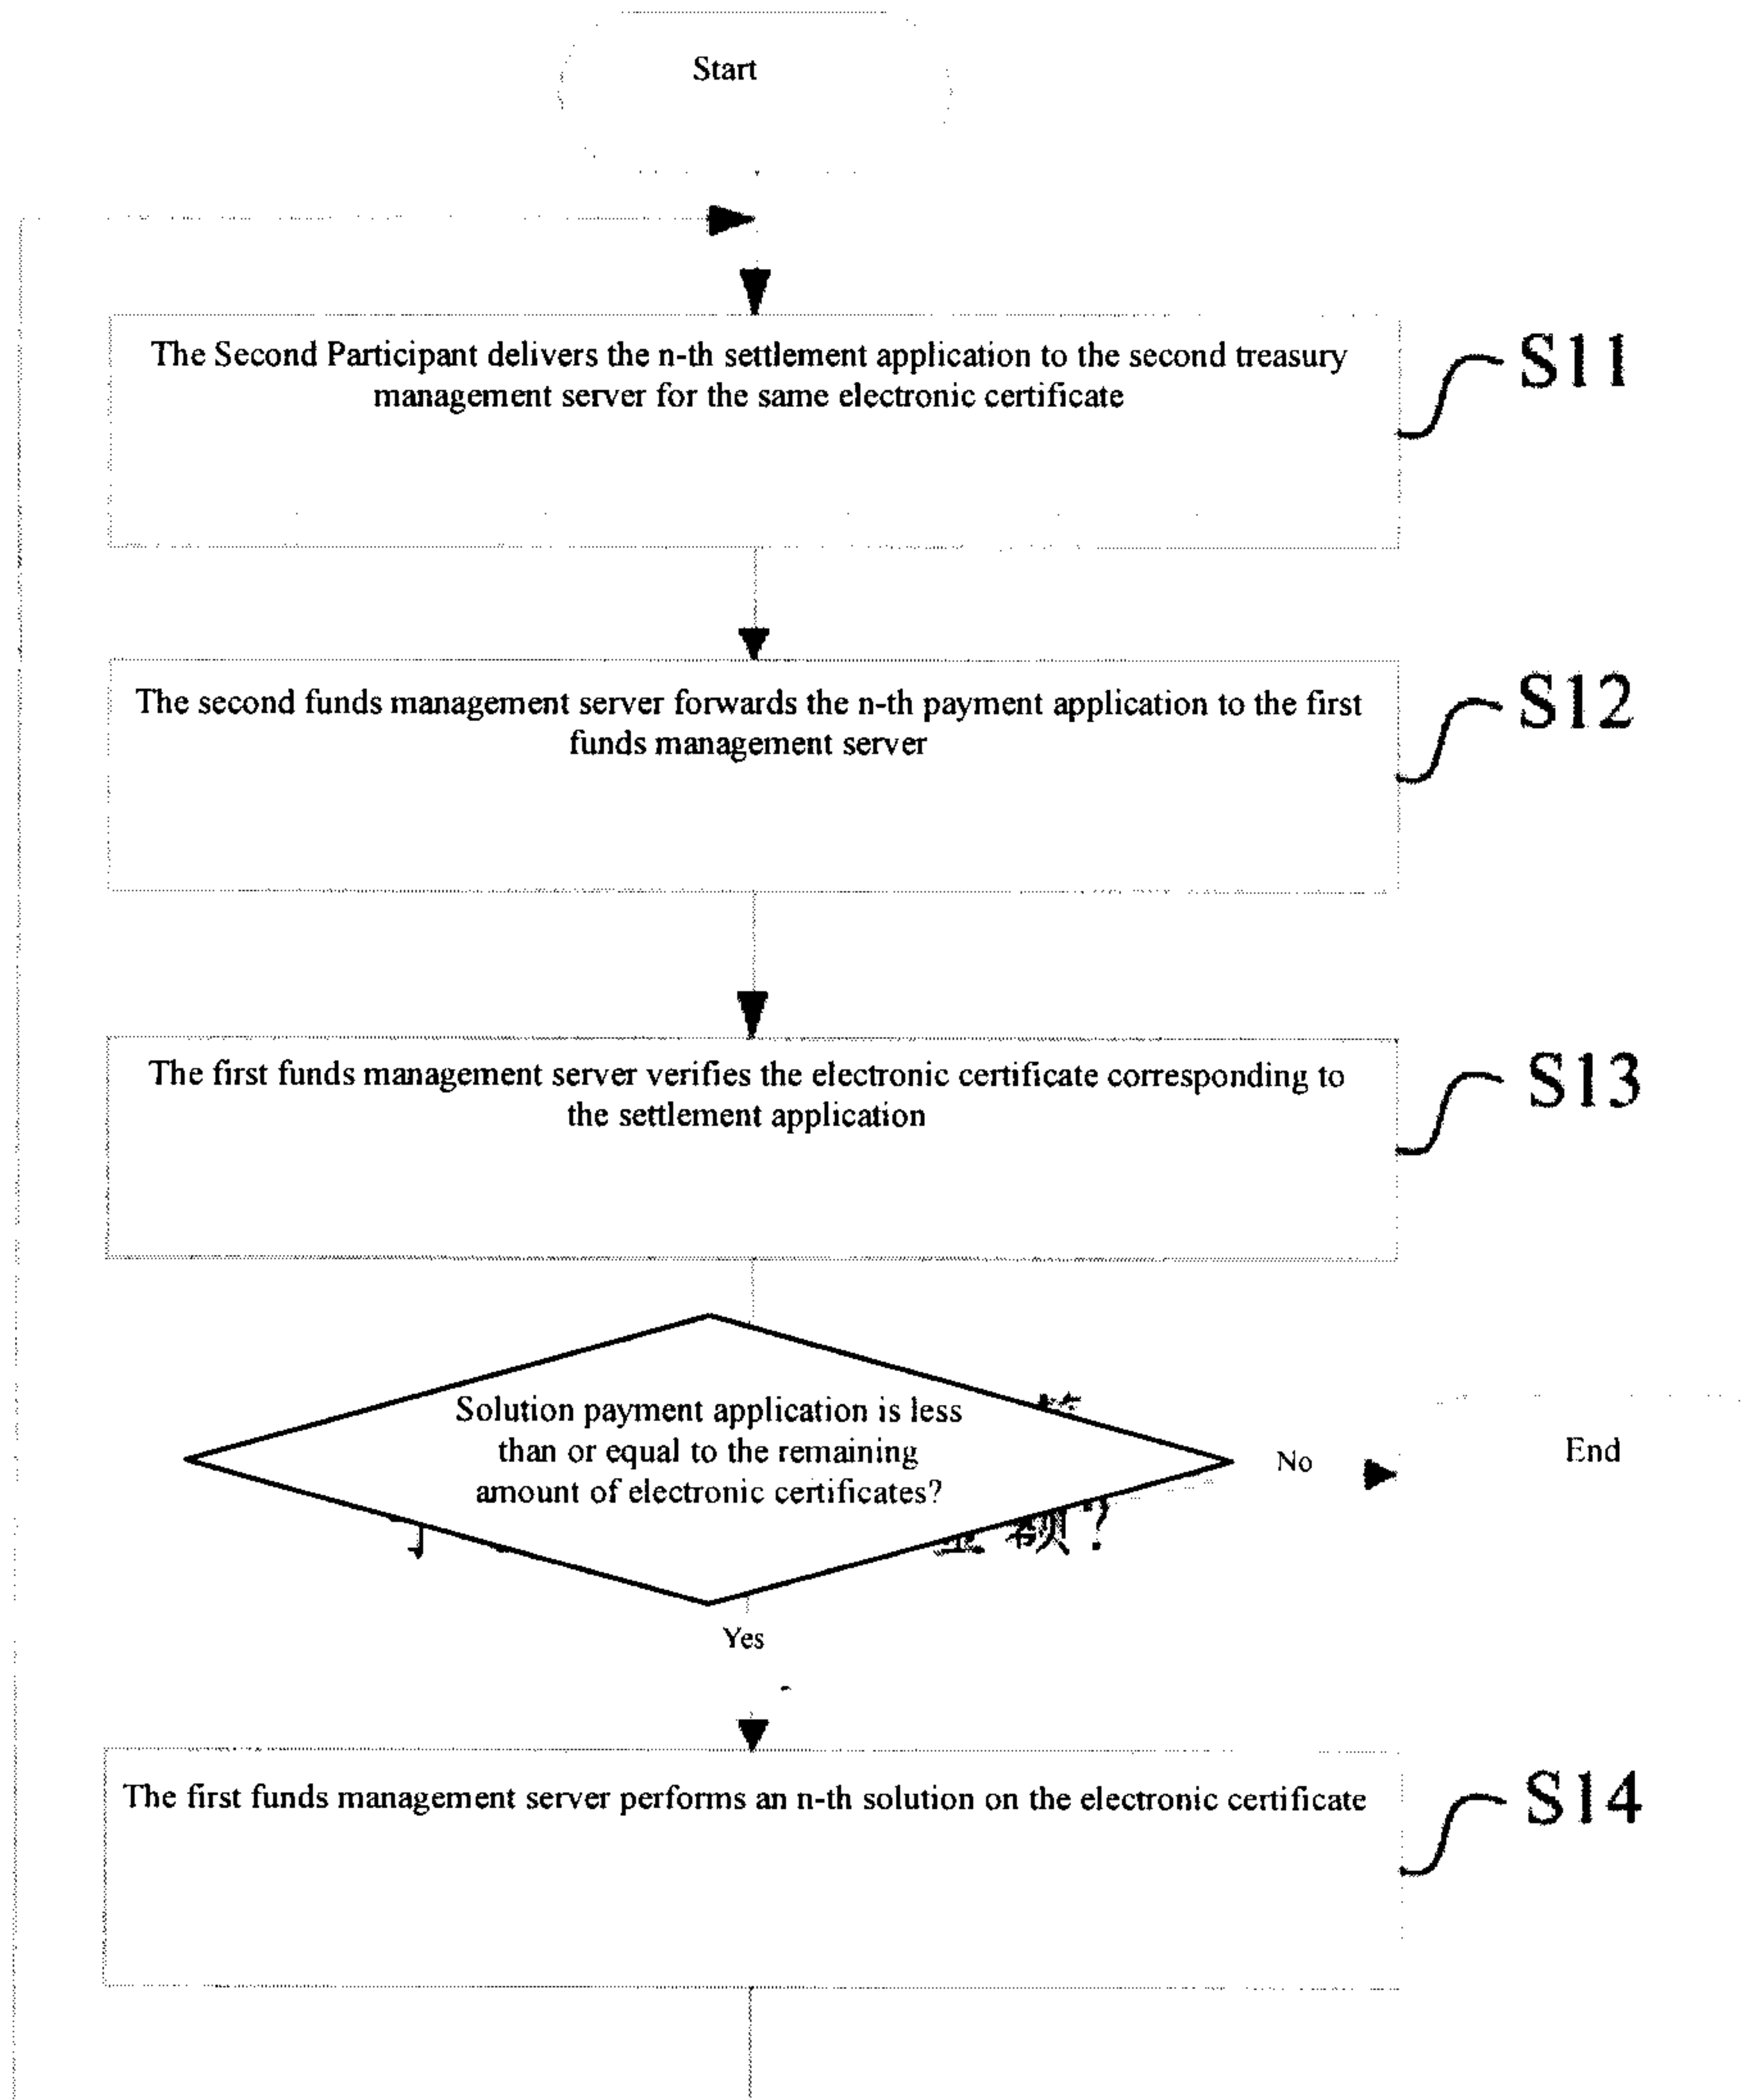 Start
The Second Participant delivers the n-th settlement application to the second treasury
management server for the same electronic certificate
S11
The second funds management server forwards the n-th payment application to the first
funds management server
S12
The first funds management server verifies the electronic certificate corresponding to
the settlement application
S13
Solution payment application is less
than or equal to the remaining
amount of electronic certificates?
额?
No
End
Yes
The first funds management server performs an n-th solution on the electronic certificate
S14